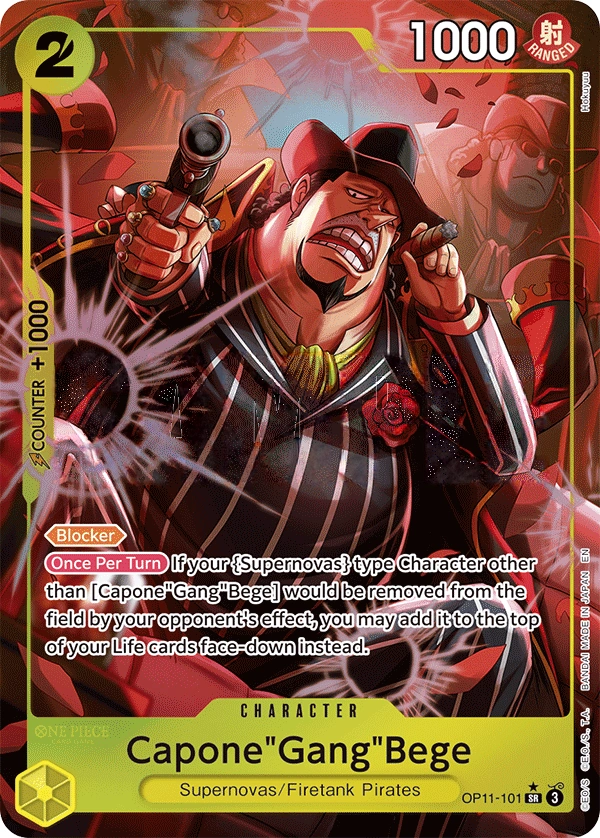 2
1000
射
RANGED
Hokuyuu
COUNTER +1000
Blocker
Once Per Turn If your {Supernovas} type Character other
than [Capone"Gang"Bege] would be removed from the
field by your opponent's effect, you may add it to the top
of your Life cards face-down instead.
CHARACTER
ONE PIECE
CARD GAME
Capone"Gang"Bege
Supernovas/Firetank Pirates
OP11-101 SR 3
©E.O./S., T.A. BANDAI MADE IN JAPAN EN